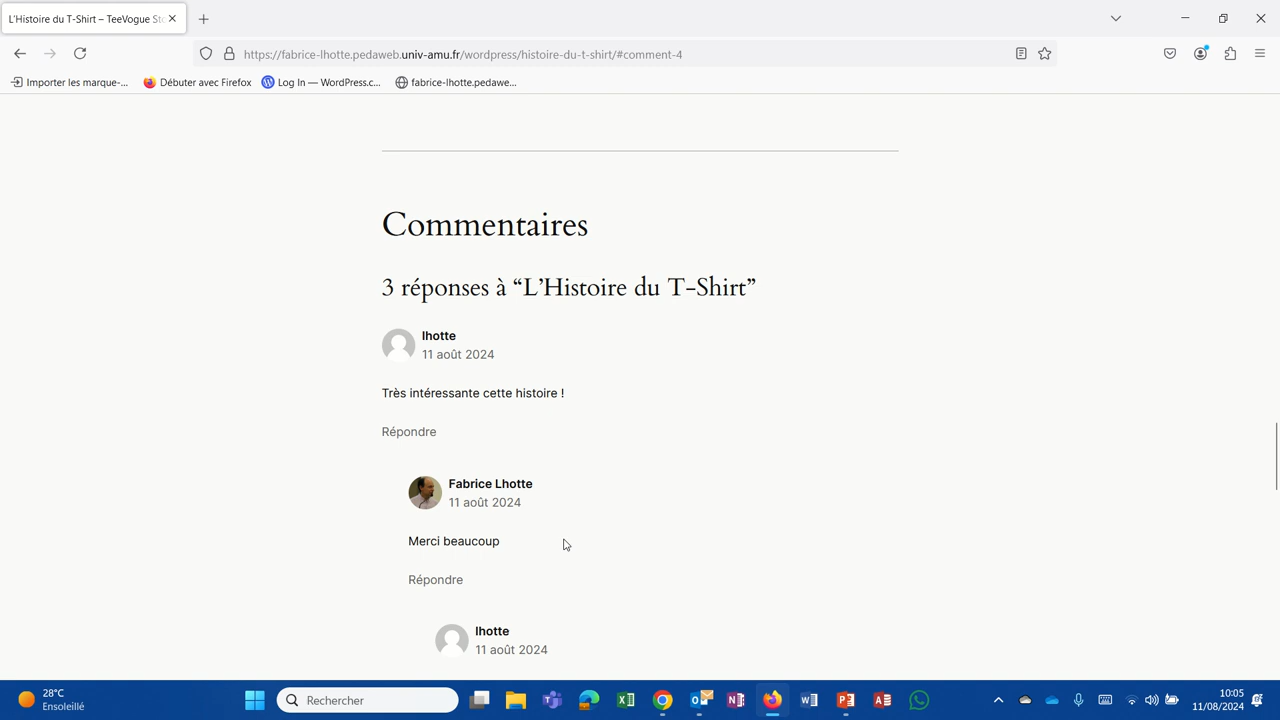 L'Histoire du T-Shirt – TeeVogue Sto
https://fabrice-lhotte.pedaweb.univ-amu.fr/wordpress/histoire-du-t-shirt/#comment-4
Importer les marque-... Débuter avec Firefox Log In — WordPress.c... fabrice-lhotte.pedawe...
Commentaires
3 réponses à “L’Histoire du T-Shirt”
lhotte
11 août 2024
Très intéressante cette histoire !
Répondre
Fabrice Lhotte
11 août 2024
Merci beaucoup
Répondre
lhotte
11 août 2024
28°C
Ensoleillé
Rechercher
10:05
11/08/2024